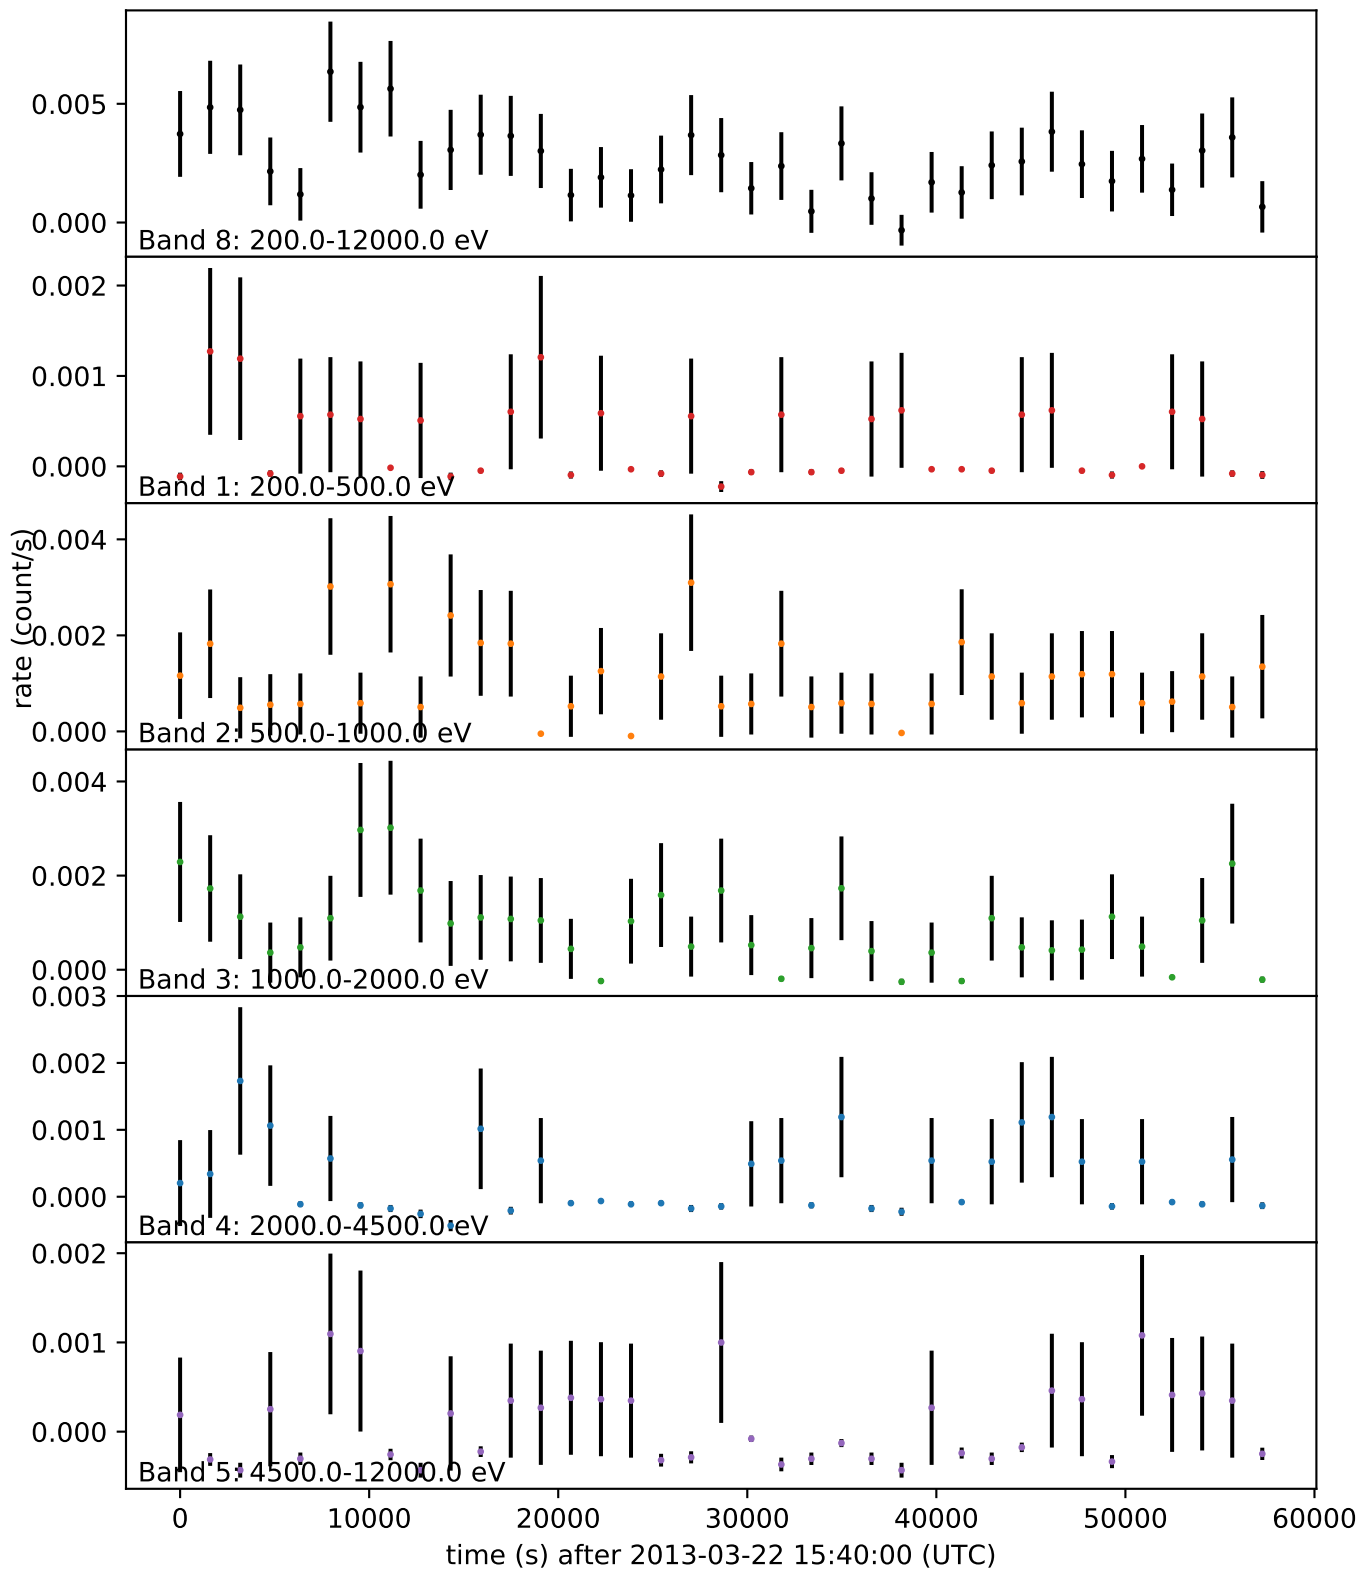 0.005
0.000
Band 8: 200.0-12000.0 eV
0.002
0.001
0.000
Band 1: 200.0-500.0 eV
rate (count/s)
0.004
0.002
0.000
Band 2: 500.0-1000.0 eV
0.004
0.002
0.000
Band 3: 1000.0-2000.0 eV
0.003
0.002
0.001
0.000
Band 4: 2000.0-4500.0 eV
0.002
0.001
0.000
Band 5: 4500.0-12000.0 eV
0 10000 20000 30000 40000 50000 60000
time (s) after 2013-03-22 15:40:00 (UTC)